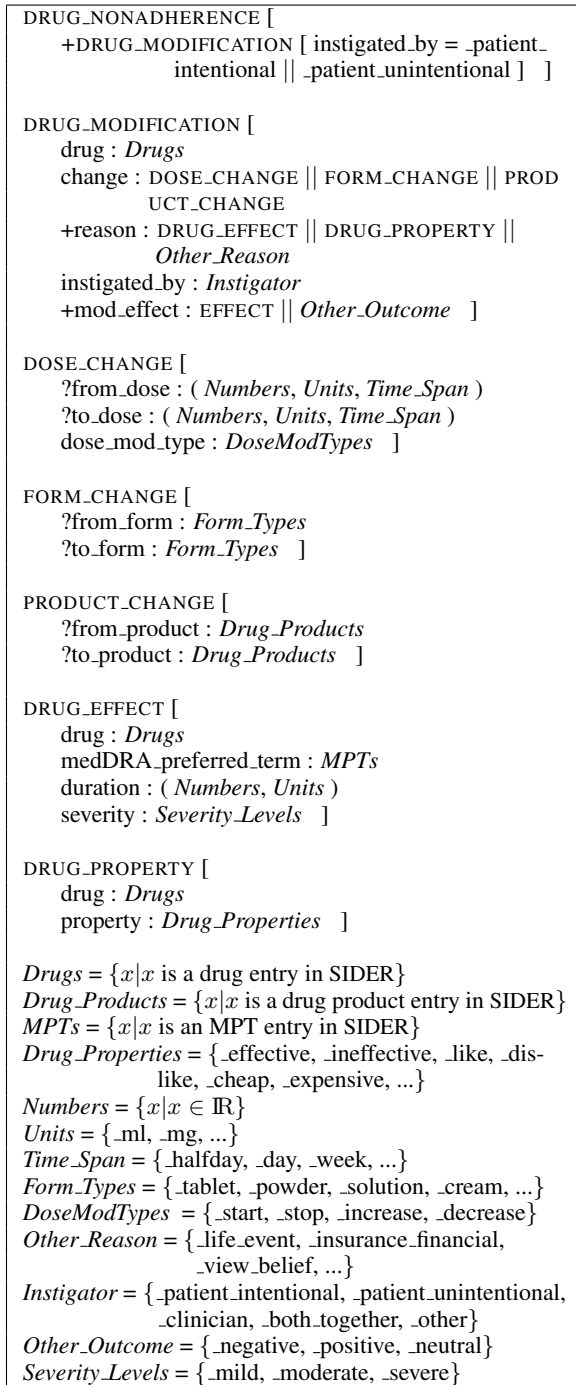 DRUG_NONADHERENCE [
+DRUG_MODIFICATION [ instigated_by = _patient_
intentional || _patient_unintentional ] ]
DRUG_MODIFICATION [
drug : Drugs
change : DOSE_CHANGE || FORM_CHANGE || PROD
UCT_CHANGE
+reason : DRUG_EFFECT || DRUG_PROPERTY ||
Other_Reason
instigated_by : Instigator
+mod_effect : EFFECT || Other_Outcome ]
DOSE_CHANGE [
?from_dose : ( Numbers, Units, Time_Span )
?to_dose : ( Numbers, Units, Time_Span )
dose_mod_type : DoseModTypes ]
FORM_CHANGE [
?from_form : Form_Types
?to_form : Form_Types ]
PRODUCT_CHANGE [
?from_product : Drug_Products
?to_product : Drug_Products ]
DRUG_EFFECT [
drug : Drugs
medDRA_preferred_term : MPTs
duration : ( Numbers, Units )
severity : Severity_Levels ]
DRUG_PROPERTY [
drug : Drugs
property : Drug_Properties ]
Drugs = {x|x is a drug entry in SIDER}
Drug_Products = {x|x is a drug product entry in SIDER}
MPTs = {x|x is an MPT entry in SIDER}
Drug_Properties = {_effective, _ineffective, _like, _dis-
like, _cheap, _expensive, ...}
Numbers = {x|x ∈ ℝ}
Units = {_ml, _mg, ...}
Time_Span = {_halfday, _day, _week, ...}
Form_Types = {_tablet, _powder, _solution, _cream, ...}
DoseModTypes = {_start, _stop, _increase, _decrease}
Other_Reason = {_life_event, _insurance_financial,
_view_belief, ...}
Instigator = {_patient_intentional, _patient_unintentional,
_clinician, _both_together, _other}
Other_Outcome = {_negative, _positive, _neutral}
Severity_Levels = {_mild, _moderate, _severe}